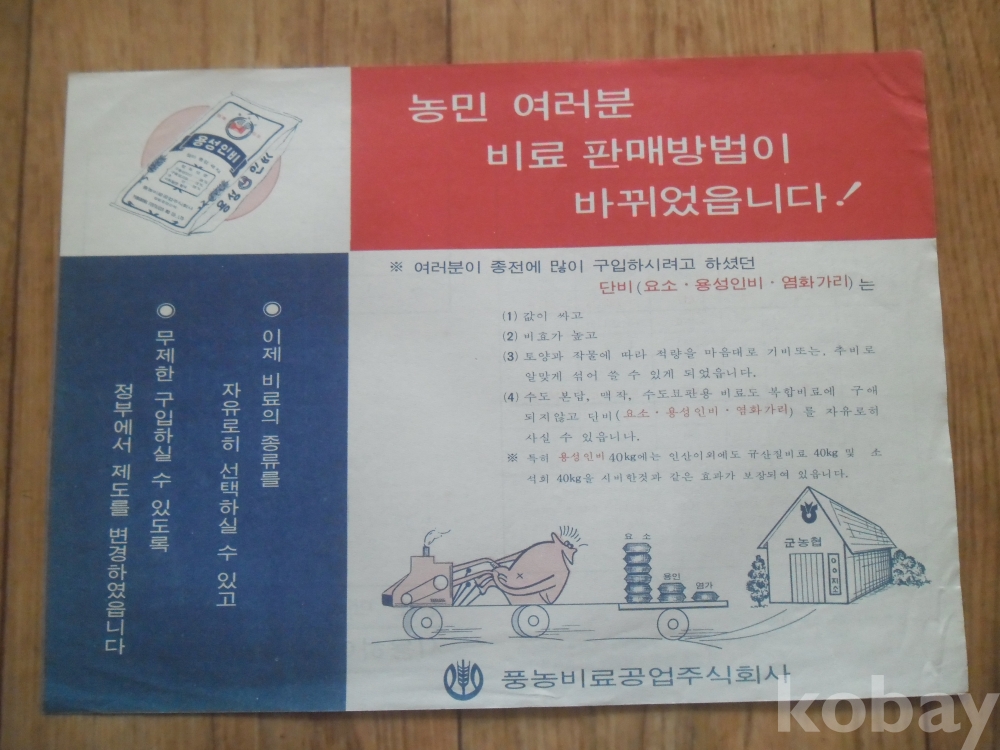 용성인비
용성인비
농민 여러분
비료 판매방법이
바뀌었읍니다!
※ 여러분이 종전에 많이 구입하시려고 하셨던
단비(요소·용성인비·염화가리)는
(1) 값이 싸고
(2) 비효가 높고
(3) 토양과 작물에 따라 적량을 마음대로 기비또는, 추비로
알맞게 섞어 쓸 수 있게 되었읍니다.
(4) 수도 본답, 맥작, 수도묘판용 비료도 복합비료에 구애
되지않고 단비(요소·용성인비·염화가리)를 자유로히
사실 수 있읍니다.
※ 특히 용성인비 40kg에는 인산이외에도 규산질비료 40kg 및 소
석회 40kg을 시비한것과 같은 효과가 보장되여 있읍니다.
◉ 이제 비료의 종류를
자유로히 선택하실 수 있고
◉ 무제한 구입하실 수 있도록
정부에서 제도를 변경하였읍니다
요소
용인
염가
군농협
풍농비료공업주식회사
kobay